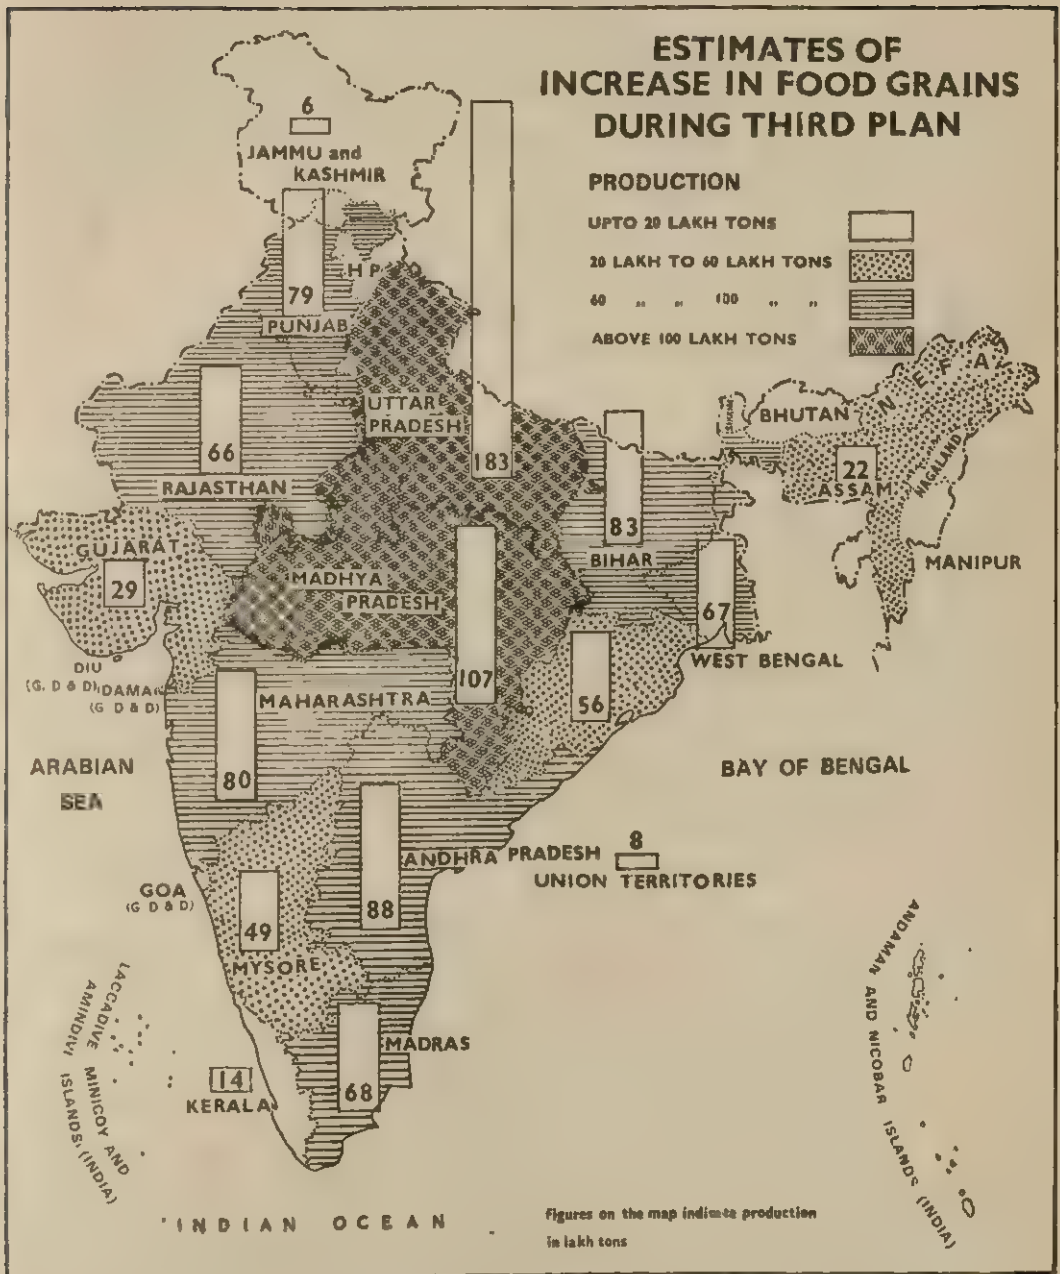 ESTIMATES OF
INCREASE IN FOOD GRAINS
DURING THIRD PLAN
PRODUCTION
UPTO 20 LAKH TONS
20 LAKH TO 60 LAKH TONS
60 " " 100 " "
ABOVE 100 LAKH TONS
6
JAMMU and
KASHMIR
H P
79
PUNJAB
UTTAR
PRADESH
183
66
RAJASTHAN
SIKKIM
BHUTAN
N E F A
22
ASSAM
NAGALAND
MANIPUR
83
BIHAR
GUJARAT
29
MADHYA
PRADESH
107
67
WEST BENGAL
DIU
(G. D & D)
DAMAN
(G D & D)
MAHARASHTRA
56
80
ARABIAN
SEA
BAY OF BENGAL
ANDHRA PRADESH
88
8
UNION TERRITORIES
GOA
(G D & D)
49
MYSORE
MADRAS
68
14
KERALA
LACCADIVE MINICOY AND
AMINDIVI ISLANDS (INDIA)
ANDAMAN AND NICOBAR ISLANDS (INDIA)
INDIAN OCEAN
Figures on the map indicate production
in lakh tons